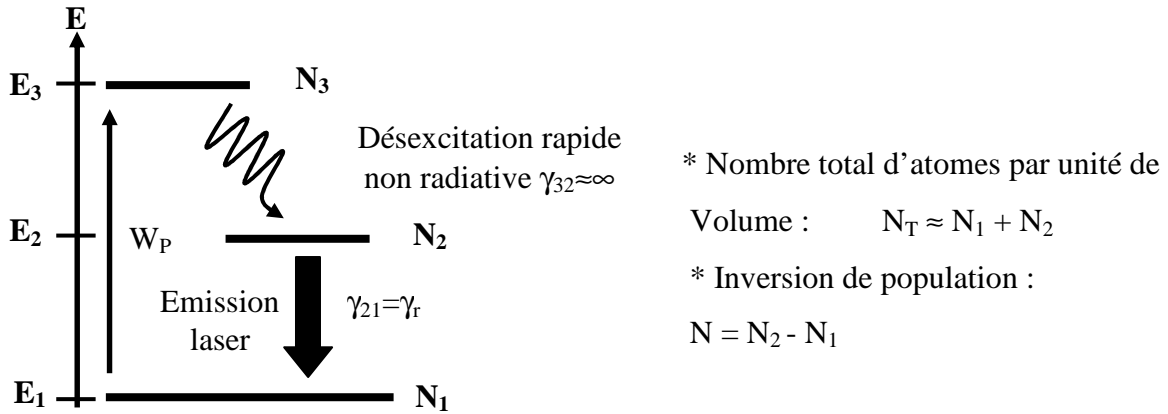 E
E₃
N₃
Désexcitation rapide
non radiative γ₃₂≈∞
E₂
W_P
N₂
Emission
laser
γ₂₁=γᵣ
E₁
N₁
* Nombre total d’atomes par unité de
Volume : N_T ≈ N₁ + N₂
* Inversion de population :
N = N₂ - N₁